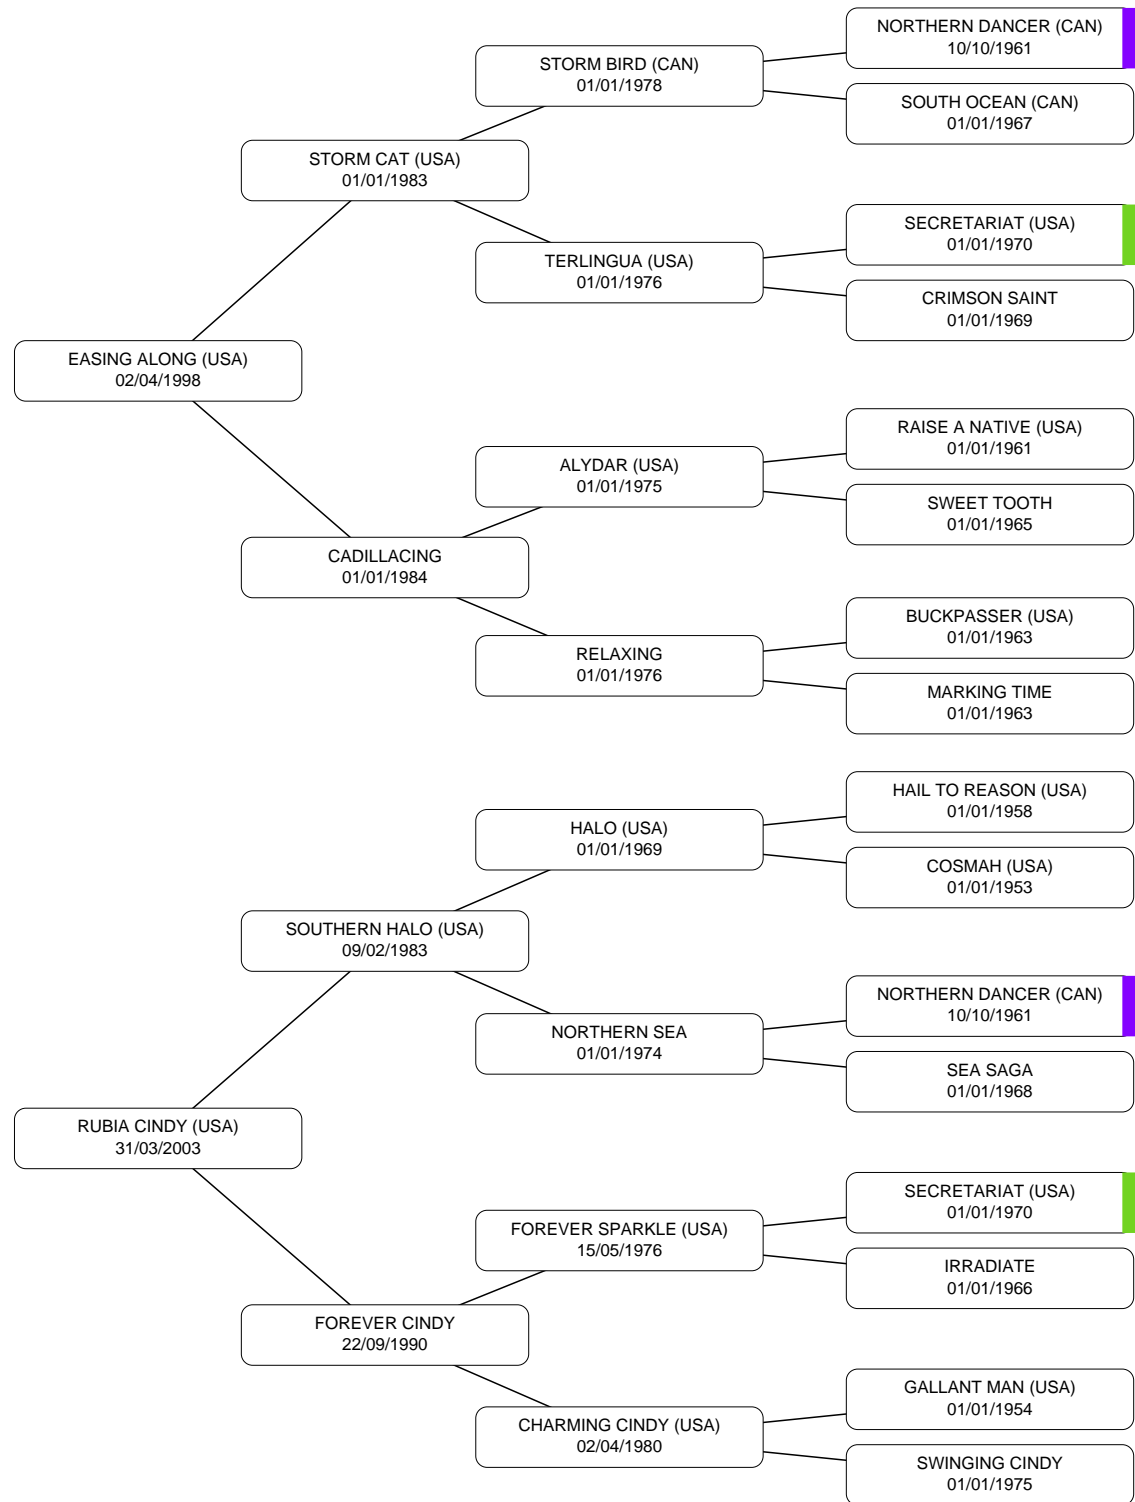 NORTHERN DANCER (CAN)
10/10/1961
STORM BIRD (CAN)
01/01/1978
SOUTH OCEAN (CAN)
01/01/1967
STORM CAT (USA)
01/01/1983
SECRETARIAT (USA)
01/01/1970
TERLINGUA (USA)
01/01/1976
CRIMSON SAINT
01/01/1969
EASING ALONG (USA)
02/04/1998
RAISE A NATIVE (USA)
01/01/1961
ALYDAR (USA)
01/01/1975
SWEET TOOTH
01/01/1965
CADILLACING
01/01/1984
BUCKPASSER (USA)
01/01/1963
RELAXING
01/01/1976
MARKING TIME
01/01/1963
HAIL TO REASON (USA)
01/01/1958
HALO (USA)
01/01/1969
COSMAH (USA)
01/01/1953
SOUTHERN HALO (USA)
09/02/1983
NORTHERN DANCER (CAN)
10/10/1961
NORTHERN SEA
01/01/1974
SEA SAGA
01/01/1968
RUBIA CINDY (USA)
31/03/2003
SECRETARIAT (USA)
01/01/1970
FOREVER SPARKLE (USA)
15/05/1976
IRRADIATE
01/01/1966
FOREVER CINDY
22/09/1990
GALLANT MAN (USA)
01/01/1954
CHARMING CINDY (USA)
02/04/1980
SWINGING CINDY
01/01/1975